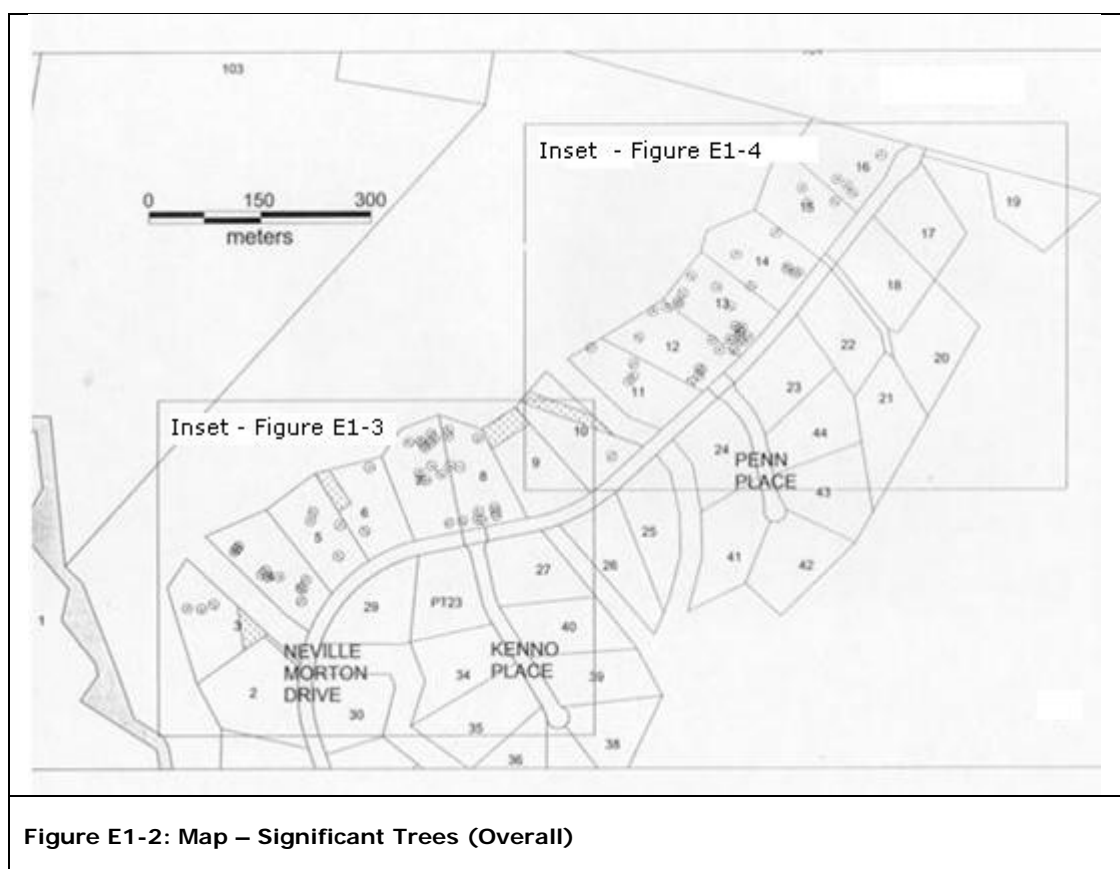 103
Inset - Figure E1-4
16
19
15
0 150 300
meters
17
14
18
13
12
22
20
11
23
21
Inset - Figure E1-3
10
24
44
PENN
PLACE
9
8
43
6
5
25
41
42
26
27
29
PT23
1
3
40
NEVILLE
MORTON
DRIVE
KENNO
PLACE
34
39
2
30
35
38
36
Figure E1-2: Map – Significant Trees (Overall)